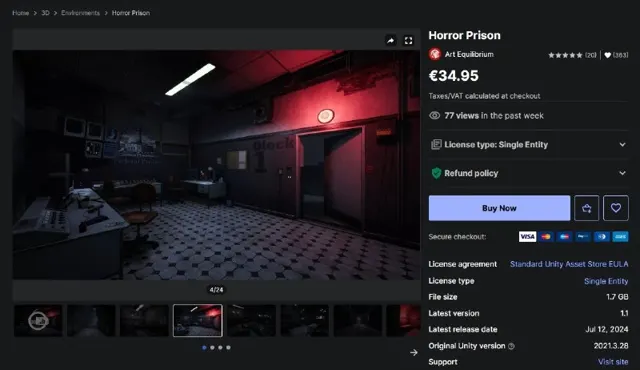 Home > 3D > Environments > Horror Prison
Horror Prison
Art Equilibrium
(20) | (383)
€34.95
Taxes/VAT calculated at checkout
77 views in the past week
License type: Single Entity
Refund policy
Buy Now
Secure checkout: VISA
License agreement Standard Unity Asset Store EULA
License type Single Entity
File size 1.7 GB
Latest version 1.1
Latest release date Jul 12, 2024
Original Unity version 2021.3.28
Support Visit site
Block
1
4/24